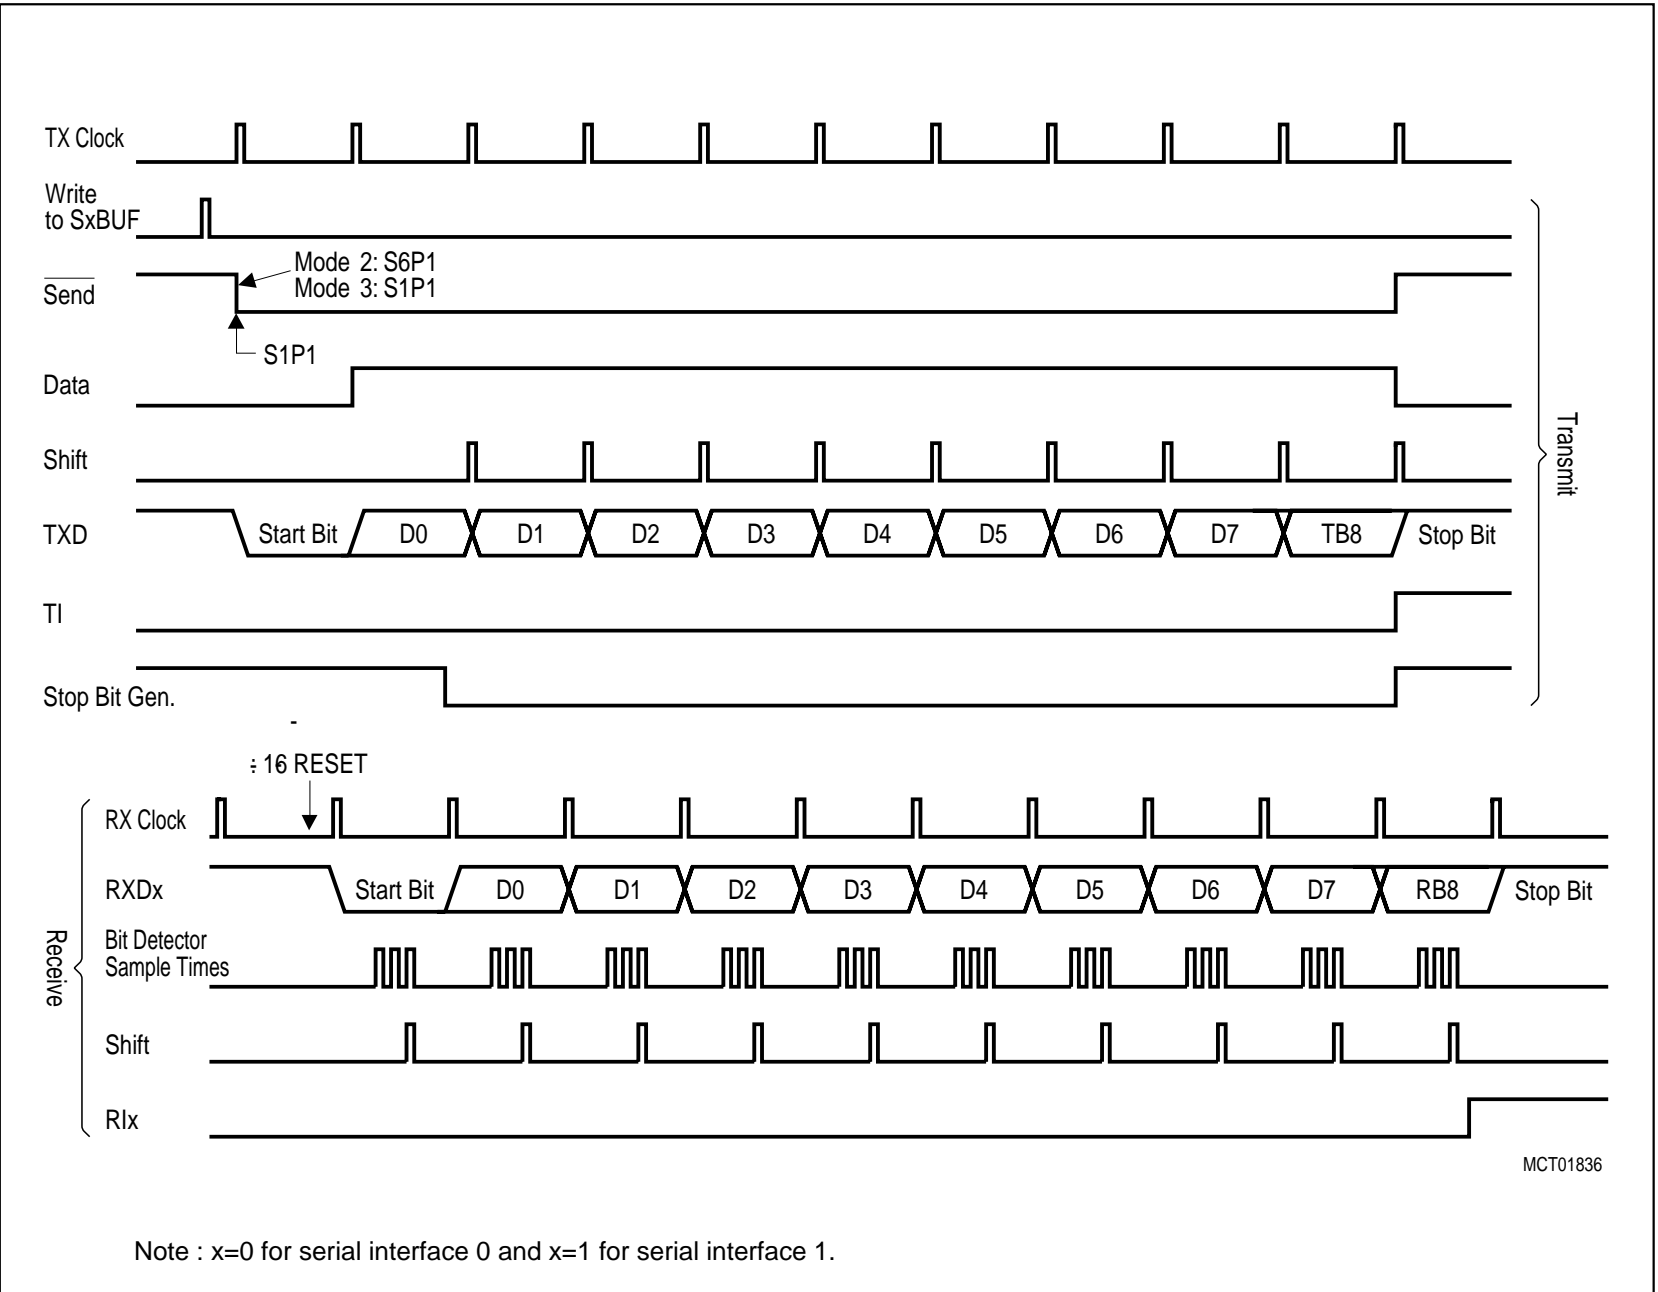 TX Clock
Write
to SxBUF
Send
Mode 2: S6P1
Mode 3: S1P1
S1P1
Data
Shift
TXD
Start Bit D0 D1 D2 D3 D4 D5 D6 D7 TB8 Stop Bit
TI
Stop Bit Gen.
Transmit
÷ 16 RESET
RX Clock
RXDx
Start Bit D0 D1 D2 D3 D4 D5 D6 D7 RB8 Stop Bit
Bit Detector
Sample Times
Shift
RIx
Receive
MCT01836
Note : x=0 for serial interface 0 and x=1 for serial interface 1.